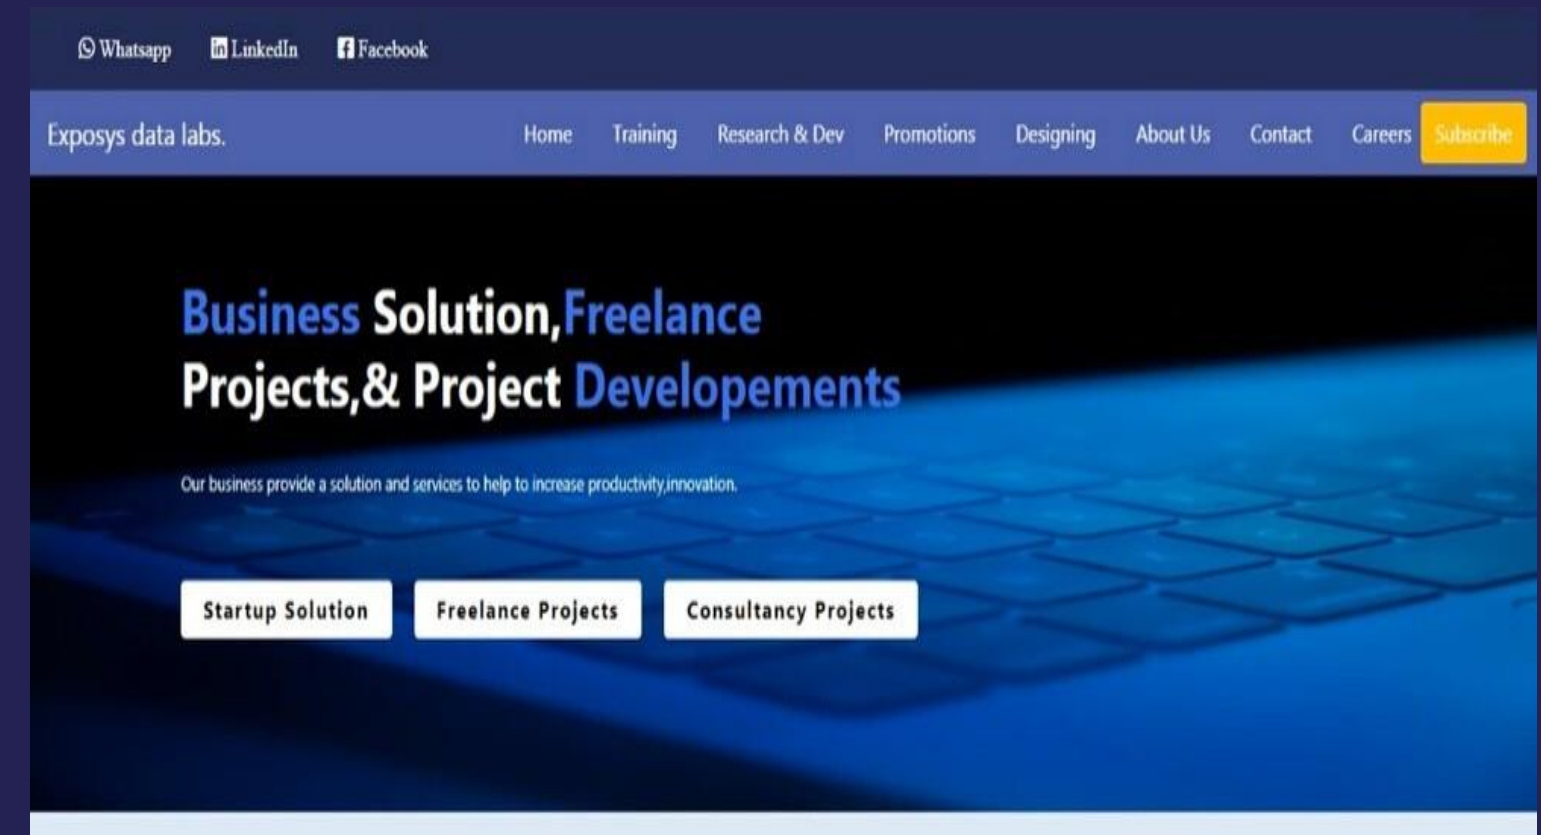 Whatsapp LinkedIn Facebook
Exposys data labs. Home Training Research & Dev Promotions Designing About Us Contact Careers Subscribe
Business Solution,Freelance
Projects,& Project Developements
Our business provide a solution and services to help to increase productivity,innovation.
Startup Solution Freelance Projects Consultancy Projects